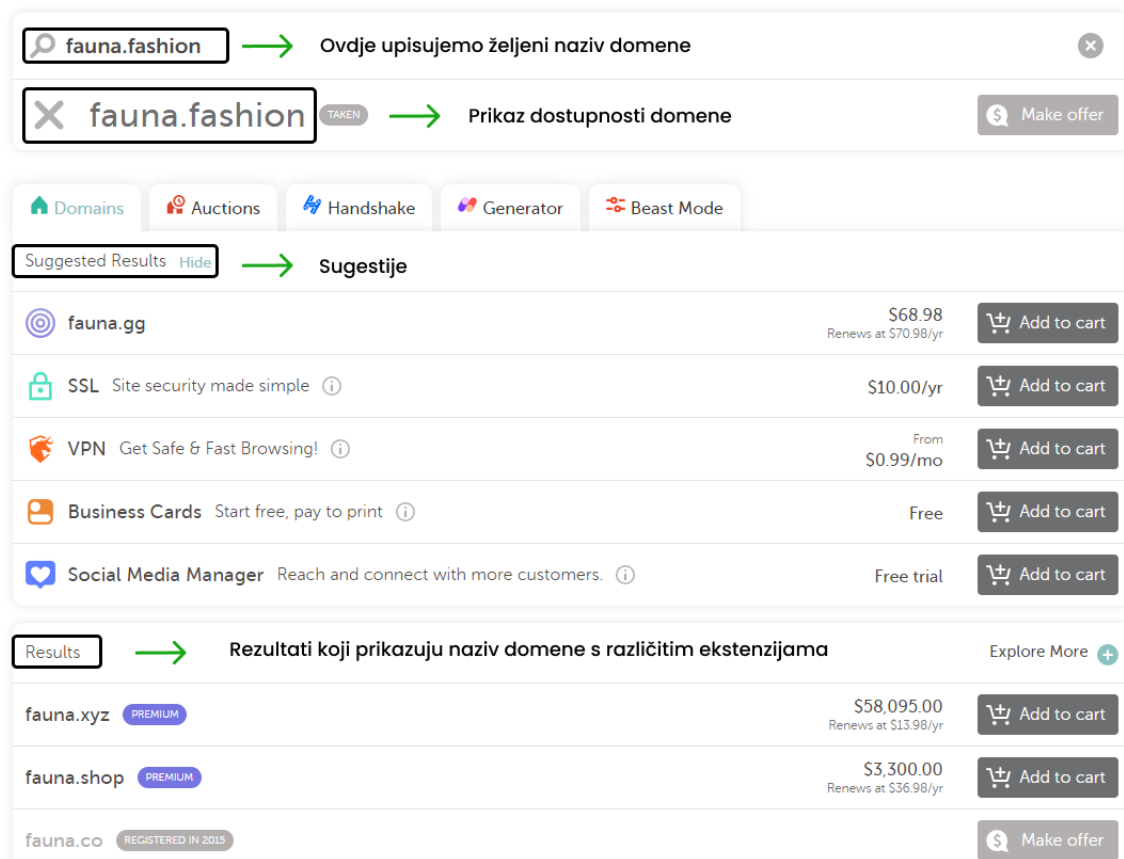 fauna.fashion Ovdje upisujemo željeni naziv domene
fauna.fashion TAKEN Prikaz dostupnosti domene Make offer
Domains Auctions Handshake Generator Beast Mode
Suggested Results Hide Sugestije
fauna.gg $68.98 Add to cart
Renews at $70.98/yr
SSL Site security made simple $10.00/yr Add to cart
VPN Get Safe & Fast Browsing! From Add to cart
$0.99/mo
Business Cards Start free, pay to print Free Add to cart
Social Media Manager Reach and connect with more customers. Free trial Add to cart
Results Rezultati koji prikazuju naziv domene s različitim ekstenzijama Explore More
fauna.xyz PREMIUM $58,095.00 Add to cart
Renews at $13.98/yr
fauna.shop PREMIUM $3,300.00 Add to cart
Renews at $36.98/yr
fauna.co REGISTERED IN 2015 Make offer